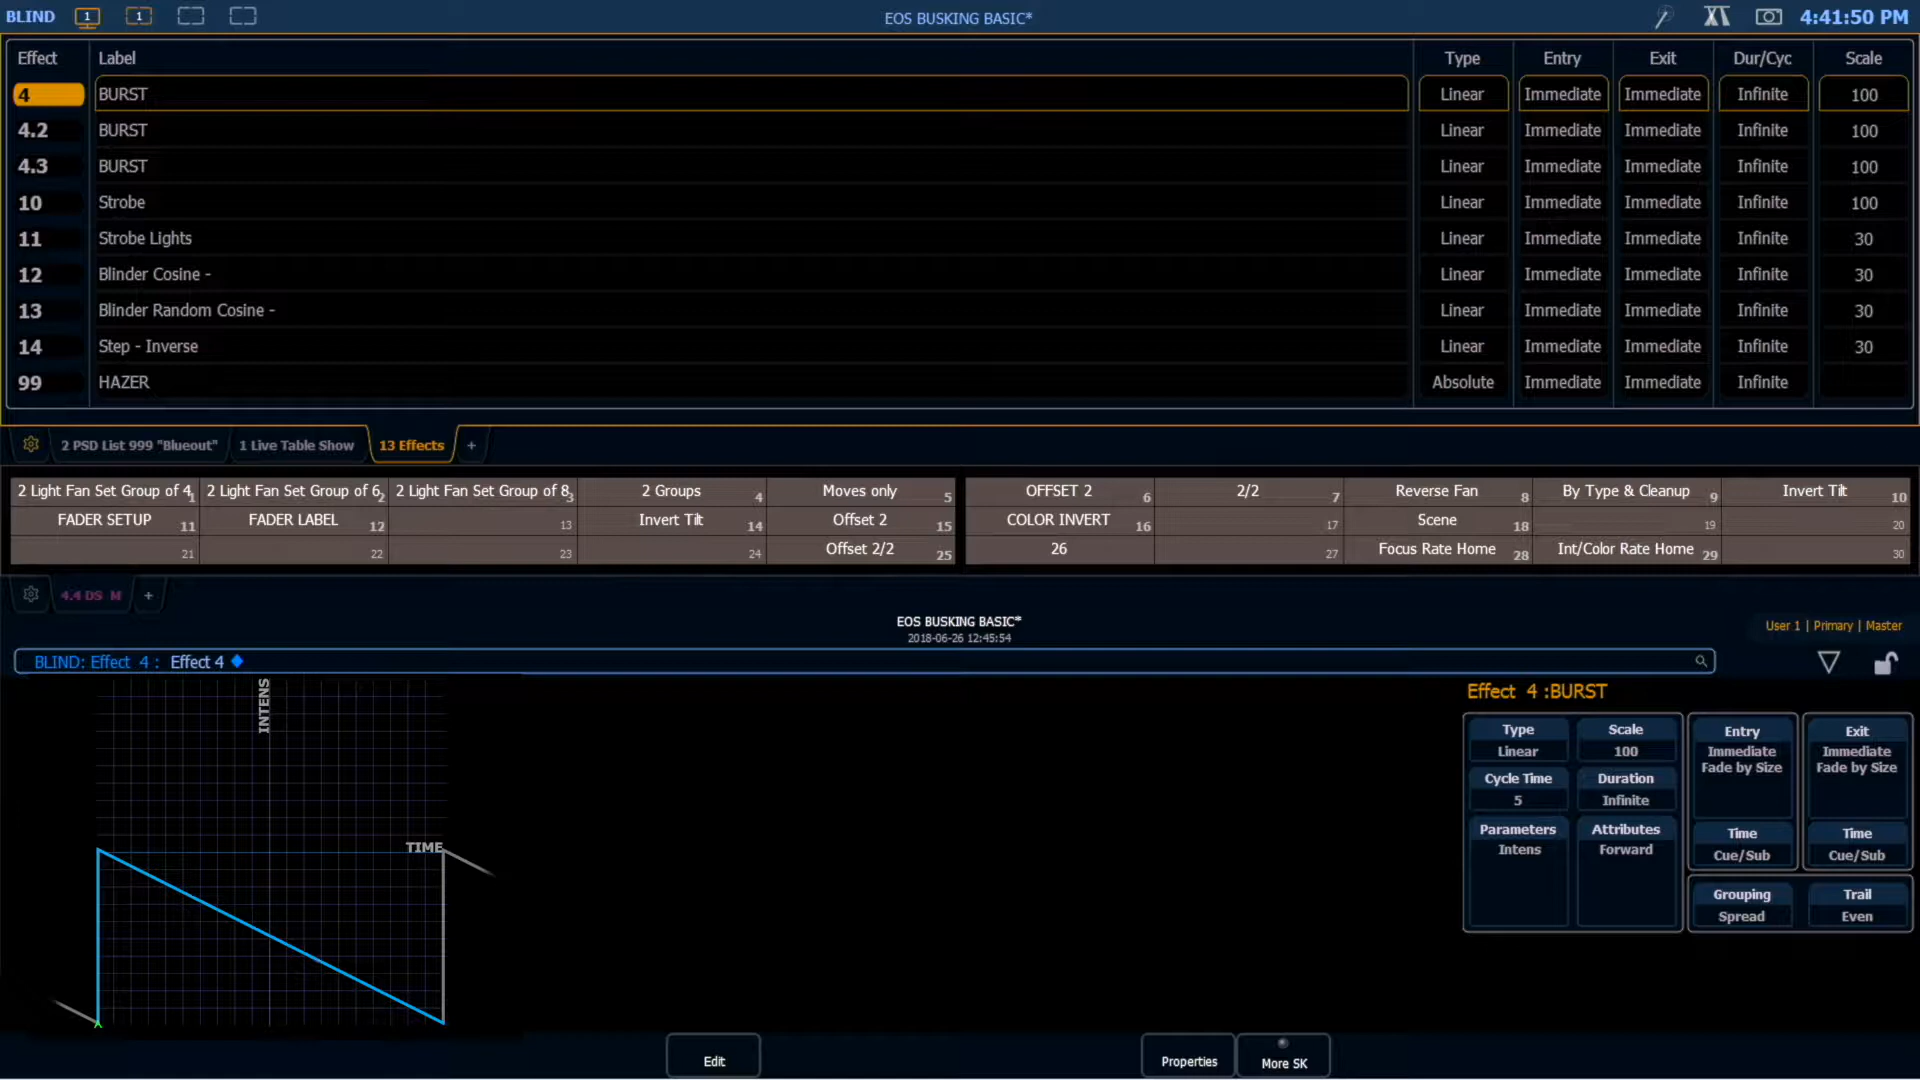 BLIND 1 1 EOS BUSKING BASIC* 4:41:50 PM
Effect Label Type Entry Exit Dur/Cyc Scale
4 BURST Linear Immediate Immediate Infinite 100
4.2 BURST Linear Immediate Immediate Infinite 100
4.3 BURST Linear Immediate Immediate Infinite 100
10 Strobe Linear Immediate Immediate Infinite 100
11 Strobe Lights Linear Immediate Immediate Infinite 30
12 Blinder Cosine - Linear Immediate Immediate Infinite 30
13 Blinder Random Cosine - Linear Immediate Immediate Infinite 30
14 Step - Inverse Linear Immediate Immediate Infinite 30
99 HAZER Absolute Immediate Immediate Infinite
2 PSD List 999 "Blueout" 1 Live Table Show 13 Effects +
2 Light Fan Set Group of 4 1 2 Light Fan Set Group of 6 2 2 Light Fan Set Group of 8 3 2 Groups 4 Moves only 5 OFFSET 2 6 2/2 7 Reverse Fan 8 By Type & Cleanup 9 Invert Tilt 10
FADER SETUP 11 FADER LABEL 12 13 Invert Tilt 14 Offset 2 15 COLOR INVERT 16 17 Scene 18 19 20
21 22 23 24 Offset 2/2 25 26 27 Focus Rate Home 28 Int/Color Rate Home 29 30
4.4 DS M +
EOS BUSKING BASIC*
2018-06-26 12:45:54
User 1 | Primary | Master
BLIND: Effect 4 : Effect 4
INTENS
TIME
Effect 4 :BURST
Type Scale Entry Exit
Linear 100 Immediate Immediate
Fade by Size Fade by Size
Cycle Time Duration
5 Infinite
Parameters Attributes Time Time
Intens Forward Cue/Sub Cue/Sub
Grouping Trail
Spread Even
Edit Properties More SK